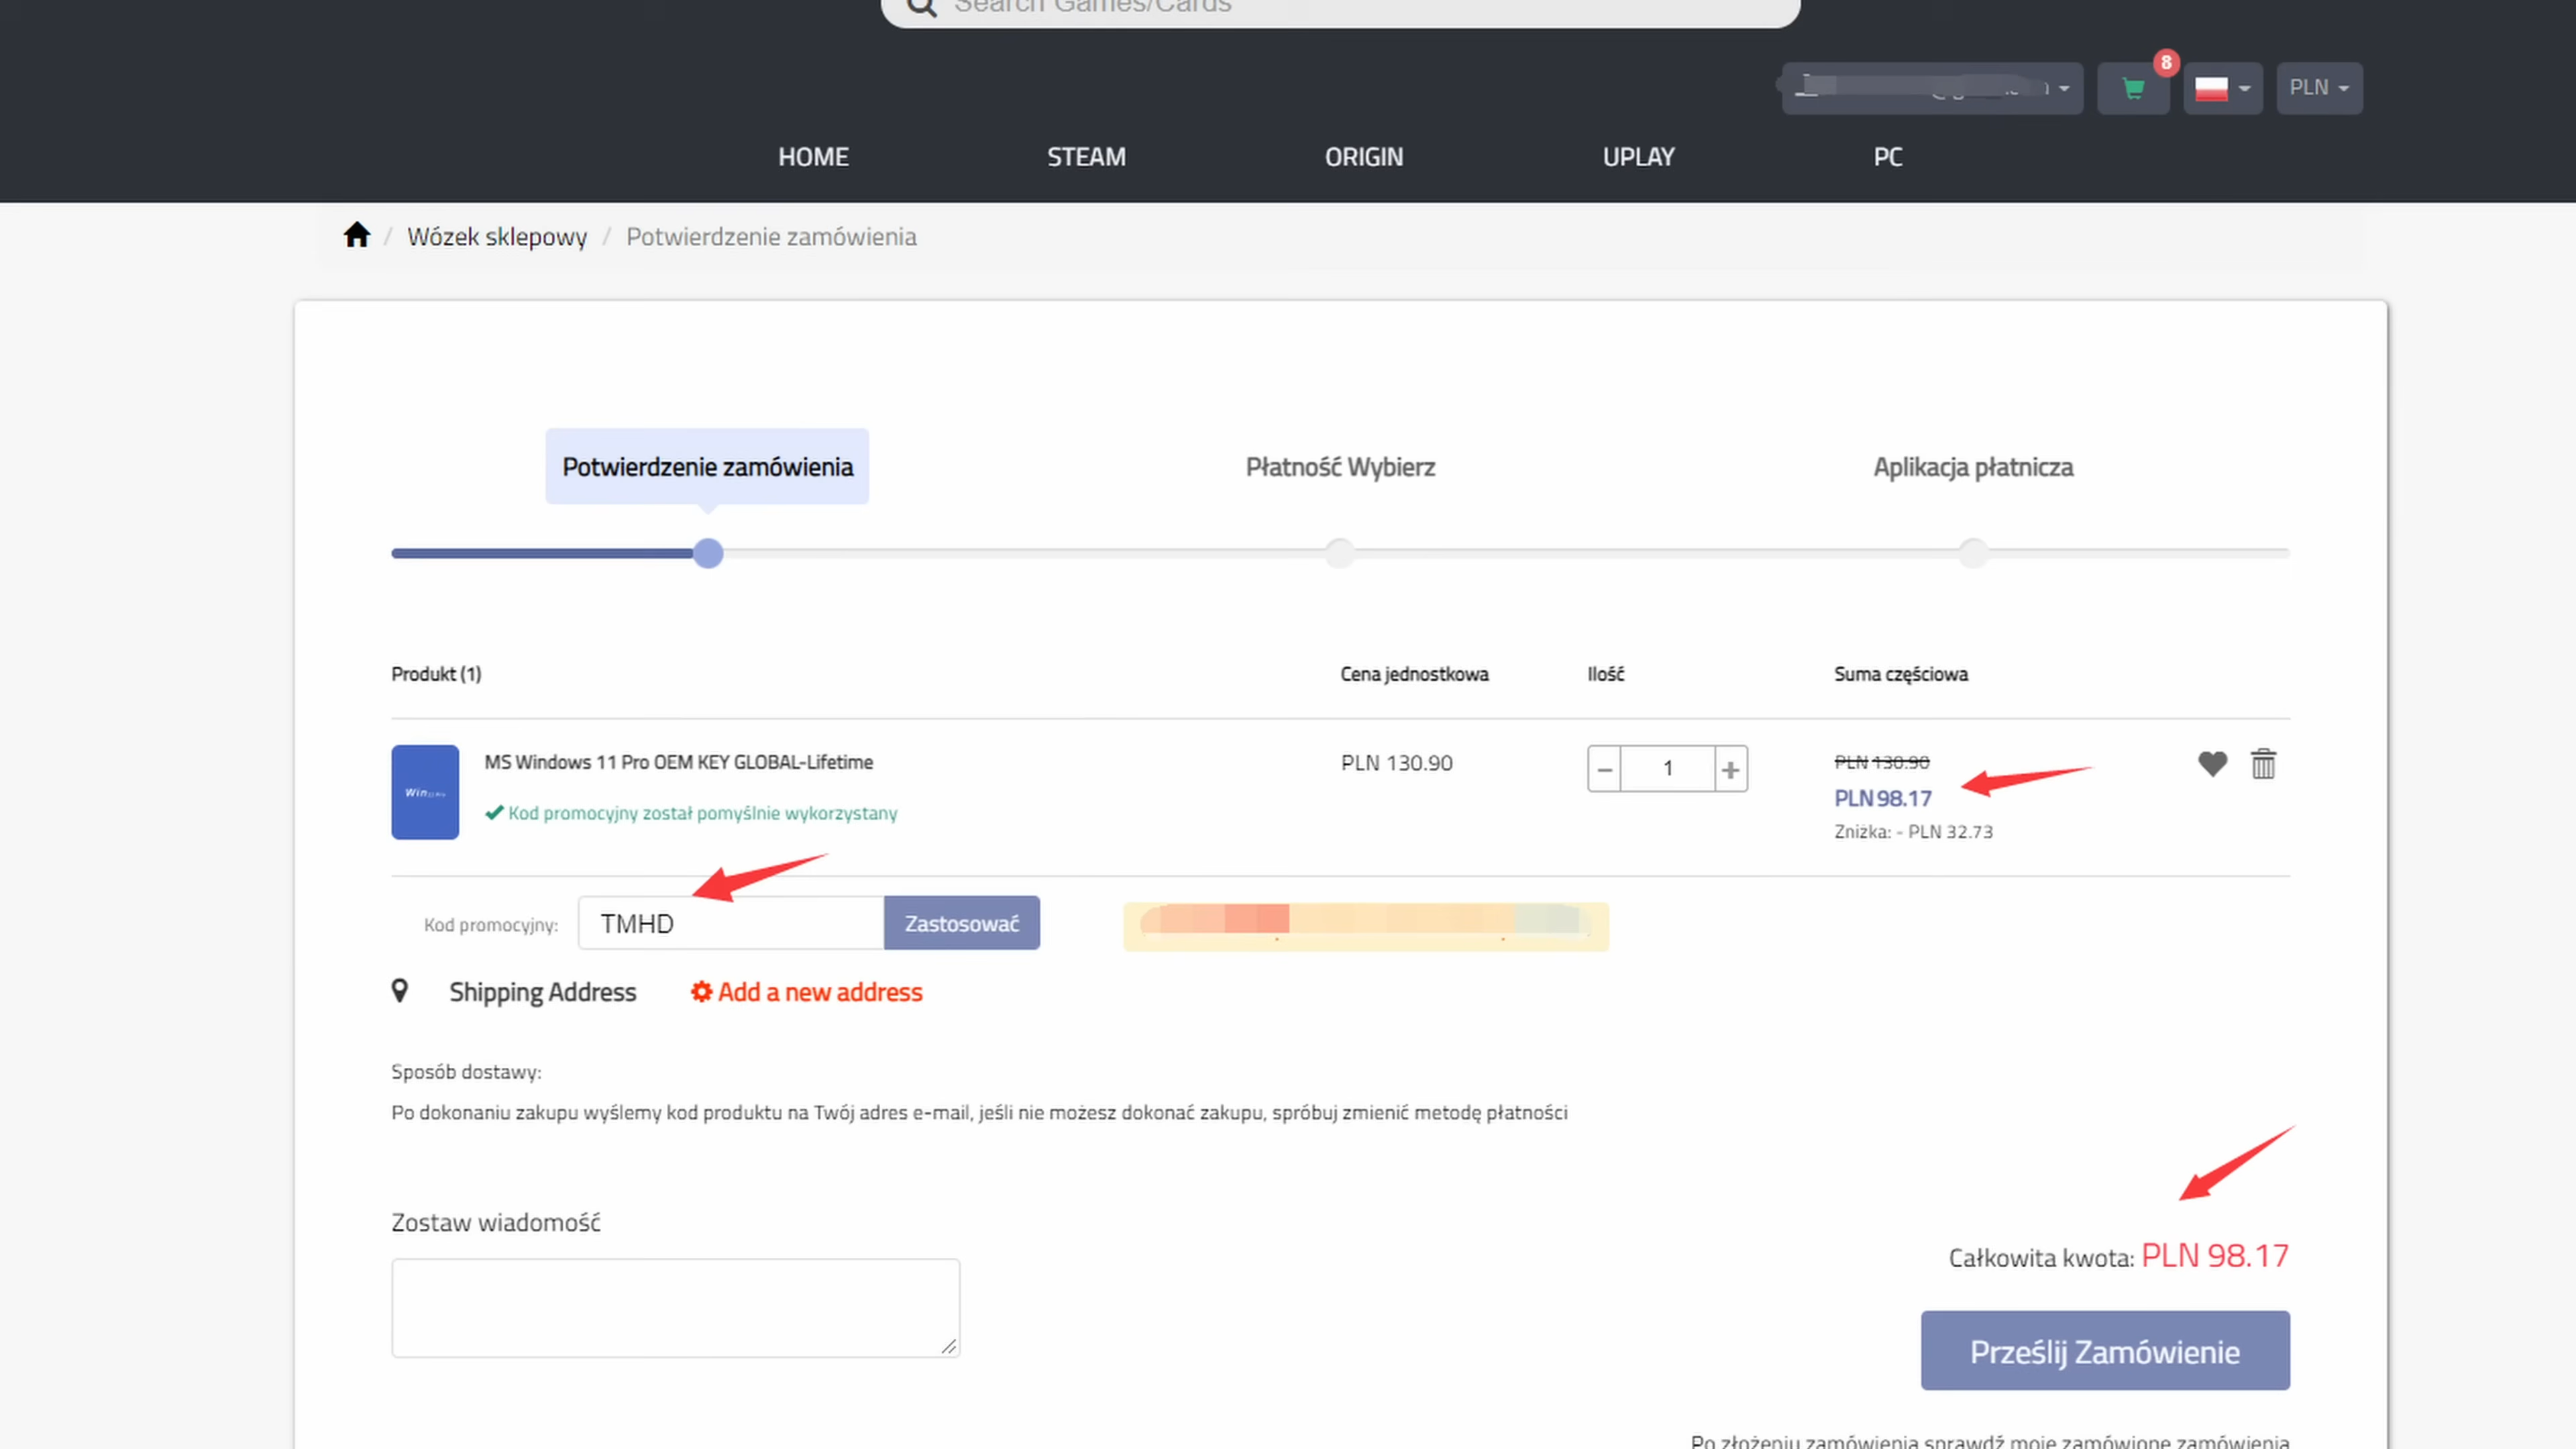 Search Games/Cards
8
PLN
HOME STEAM ORIGIN UPLAY PC
/ Wózek sklepowy / Potwierdzenie zamówienia
Potwierdzenie zamówienia Płatność Wybierz Aplikacja płatnicza
Produkt (1) Cena jednostkowa Ilość Suma częściowa
MS Windows 11 Pro OEM KEY GLOBAL-Lifetime PLN 130.90 − 1 + PLN 130.90
Win 11 Pro
PLN 98.17
Kod promocyjny został pomyślnie wykorzystany
Zniżka: - PLN 32.73
Kod promocyjny: TMHD Zastosować
Shipping Address Add a new address
Sposób dostawy:
Po dokonaniu zakupu wyślemy kod produktu na Twój adres e-mail, jeśli nie możesz dokonać zakupu, spróbuj zmienić metodę płatności
Zostaw wiadomość
Całkowita kwota: PLN 98.17
Prześlij Zamówienie
Po złożeniu zamówienia sprawdź moje zamówione zamówienia